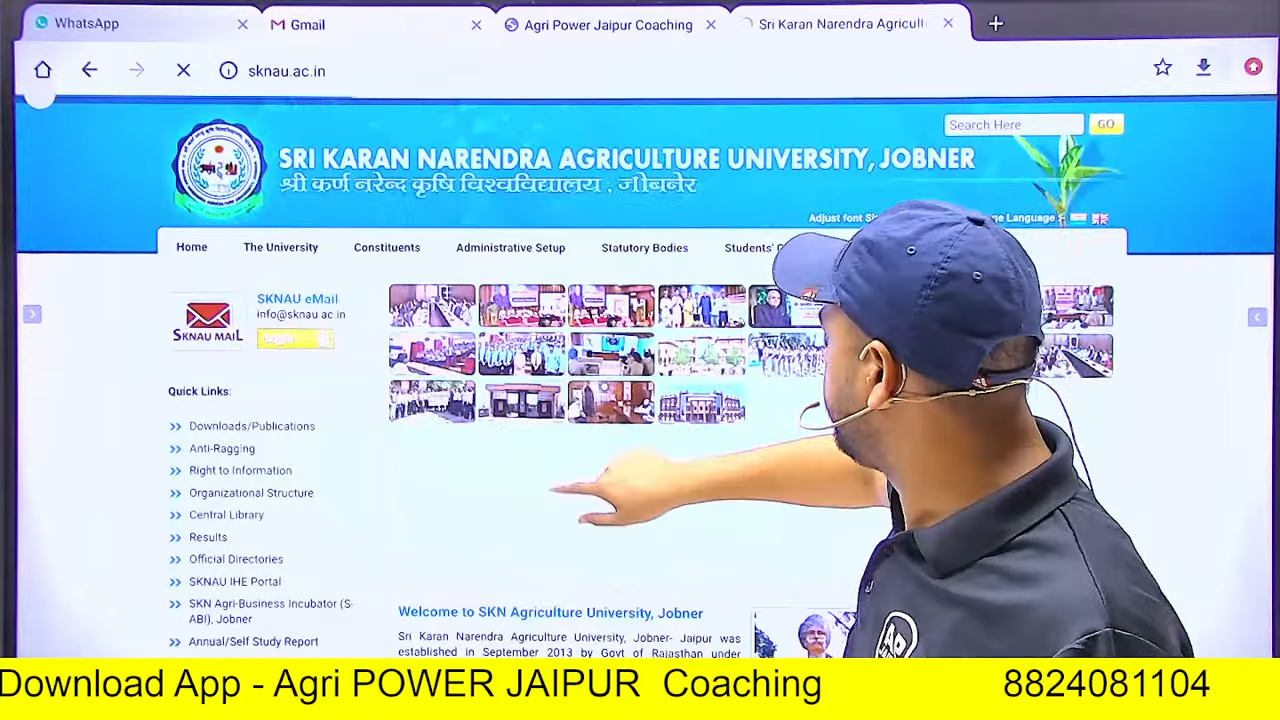 WhatsApp
Gmail
Agri Power Jaipur Coaching
Sri Karan Narendra Agricult
sknau.ac.in
Search Here
GO
SRI KARAN NARENDRA AGRICULTURE UNIVERSITY, JOBNER
श्री कर्ण नरेन्द्र कृषि विश्वविद्यालय , जोबनेर
Adjust font Si
ge Language :
Home
The University
Constituents
Administrative Setup
Statutory Bodies
Students'
SKNAU eMail
info@sknau.ac.in
SKNAU MAIL
Quick Links:
Downloads/Publications
Anti-Ragging
Right to Information
Organizational Structure
Central Library
Results
Official Directories
SKNAU IHE Portal
SKN Agri-Business Incubator (S-
ABI), Jobner
Annual/Self Study Report
Welcome to SKN Agriculture University, Jobner
Sri Karan Narendra Agriculture University, Jobner- Jaipur was
established in September 2013 by Govt of Rajasthan under
Download App - Agri POWER JAIPUR Coaching
8824081104